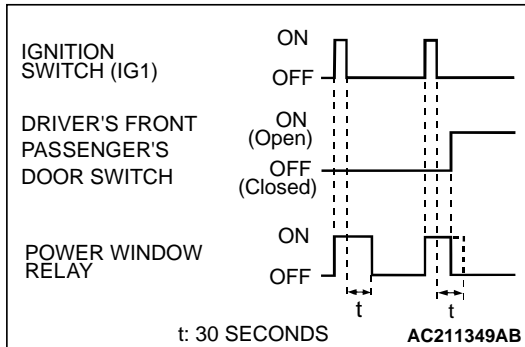 IGNITION
SWITCH (IG1)
ON
OFF
DRIVER'S FRONT
PASSENGER'S
DOOR SWITCH
ON
(Open)
OFF
(Closed)
POWER WINDOW
RELAY
ON
OFF
t
t
t: 30 SECONDS
AC211349AB